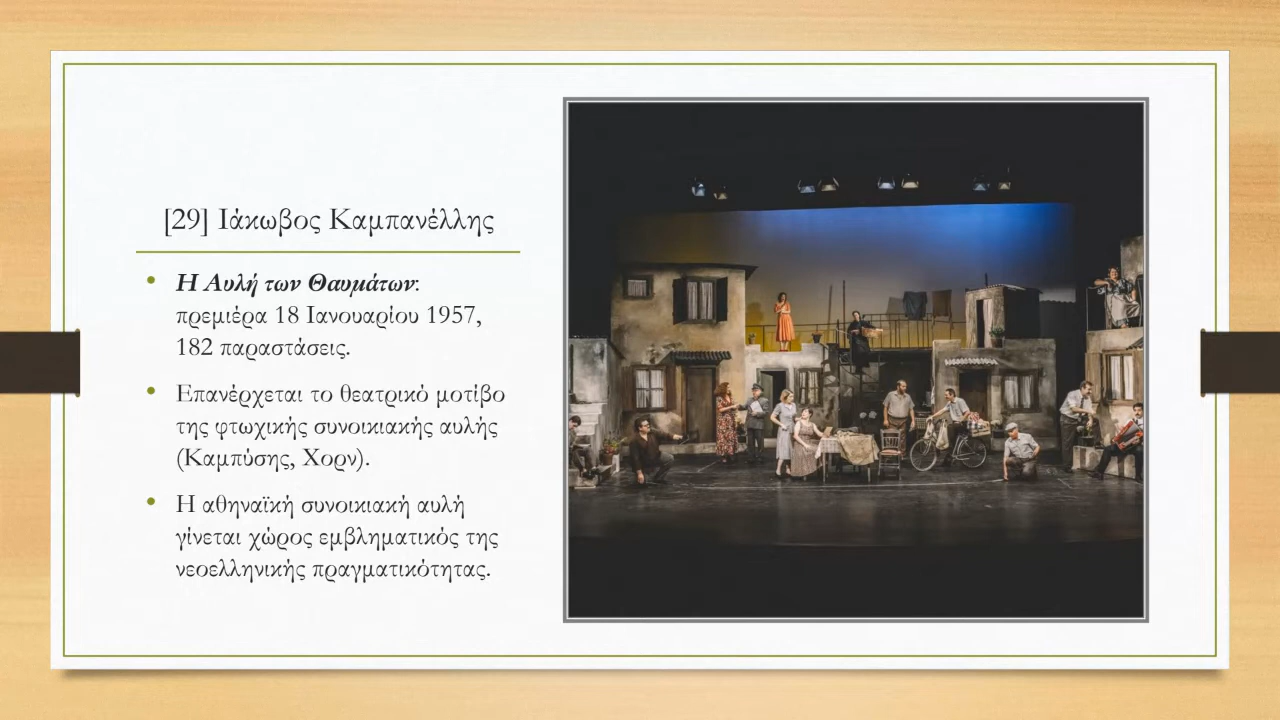 [29] Ιάκωβος Καμπανέλλης
• Η Αυλή των Θαυμάτων:
πρεμιέρα 18 Ιανουαρίου 1957,
182 παραστάσεις.
• Επανέρχεται το θεατρικό μοτίβο
της φτωχικής συνοικιακής αυλής
(Καμπύσης, Χορν).
• Η αθηναϊκή συνοικιακή αυλή
γίνεται χώρος εμβληματικός της
νεοελληνικής πραγματικότητας.